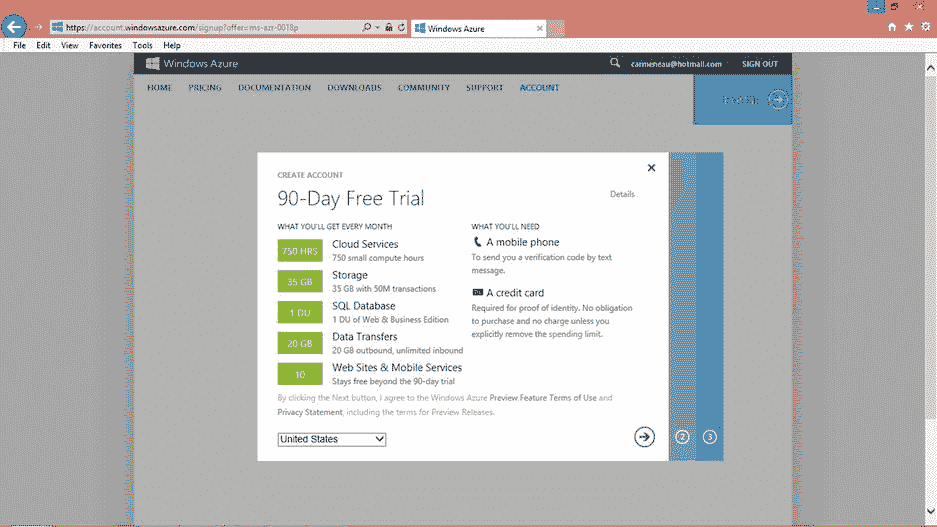 https://account.windowsazure.com/signup?offer=ms-azr-0018p
Windows Azure
File Edit View Favorites Tools Help
Windows Azure
carmeneau@hotmail.com SIGN OUT
HOME PRICING DOCUMENTATION DOWNLOADS COMMUNITY SUPPORT ACCOUNT
CREATE ACCOUNT
90-Day Free Trial
Details
WHAT YOU'LL GET EVERY MONTH
750 HRS
Cloud Services
750 small compute hours
35 GB
Storage
35 GB with 50M transactions
1 DU
SQL Database
1 DU of Web & Business Edition
20 GB
Data Transfers
20 GB outbound, unlimited inbound
10
Web Sites & Mobile Services
Stays free beyond the 90-day trial
WHAT YOU'LL NEED
A mobile phone
To send you a verification code by text
message.
A credit card
Required for proof of identity. No obligation
to purchase and no charge unless you
explicitly remove the spending limit.
By clicking the Next button, I agree to the Windows Azure Preview Feature Terms of Use and
Privacy Statement, including the terms for Preview Releases.
United States
2 3